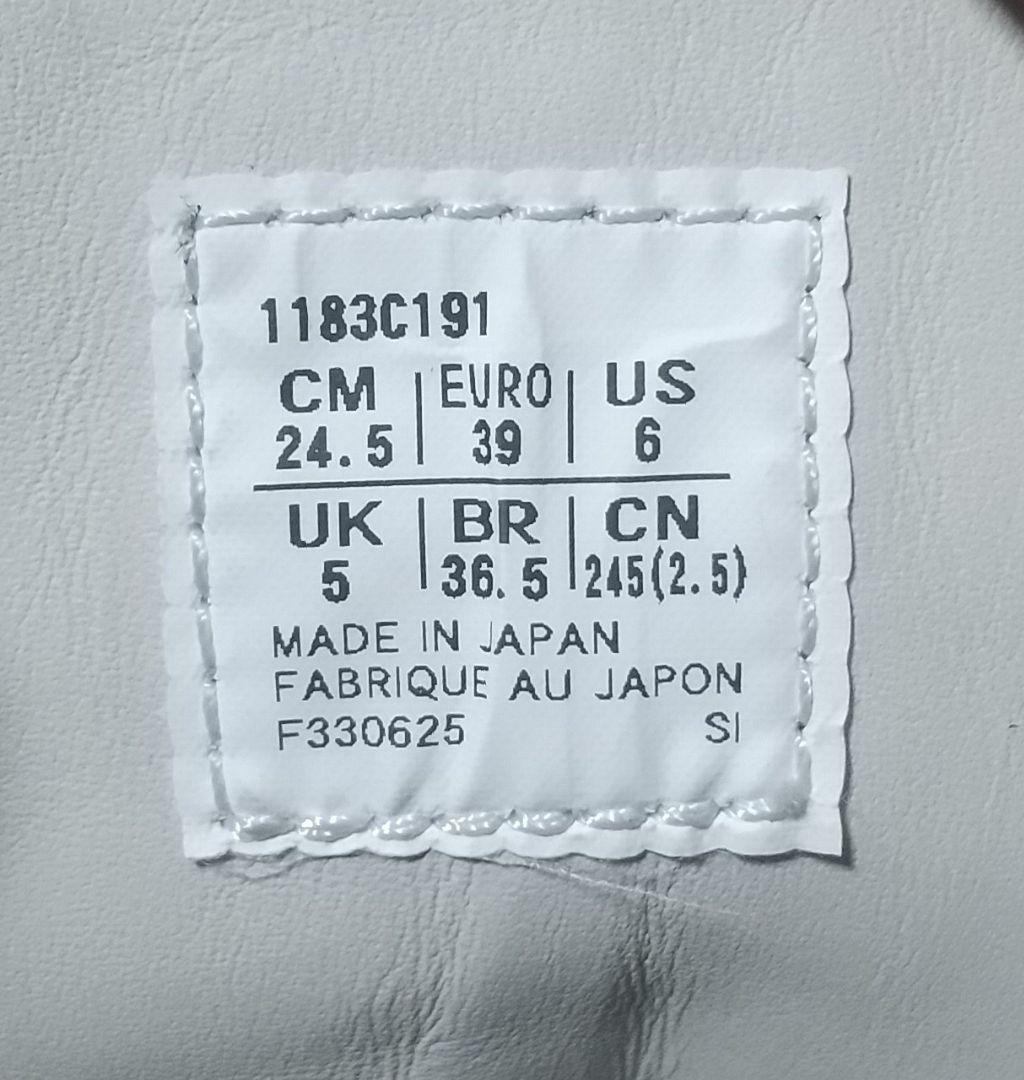 1183C191
CM | EURO | US
24.5 | 39 | 6
UK | BR | CN
5 | 36.5 | 245(2.5)
MADE IN JAPAN
FABRIQUE AU JAPON
F330625 SI